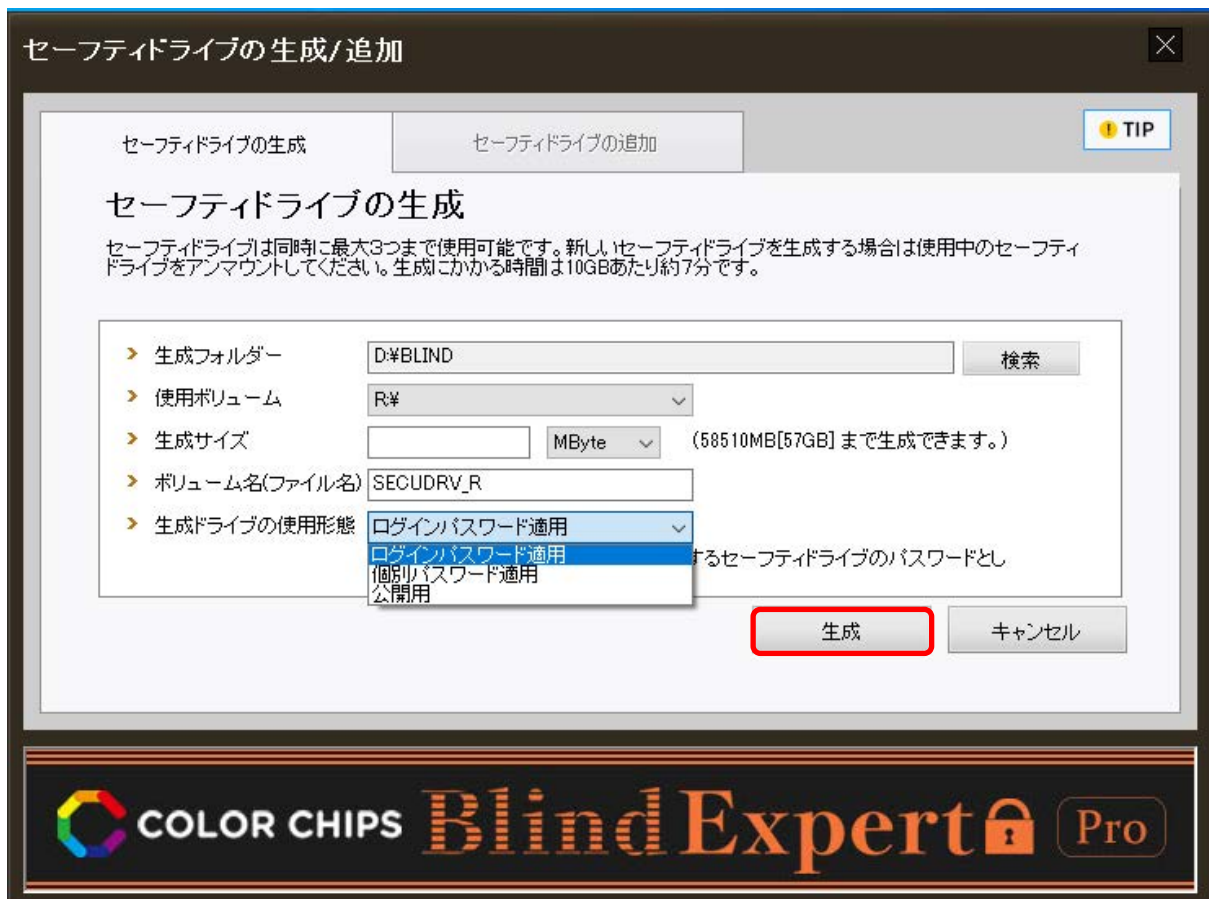 セーフティドライブの生成/追加
セーフティドライブの生成
セーフティドライブの追加
! TIP
セーフティドライブの生成
セーフティドライブは同時に最大3つまで使用可能です。新しいセーフティドライブを生成する場合は使用中のセーフティ
ドライブをアンマウントしてください。生成にかかる時間は10GBあたり約7分です。
生成フォルダー D:¥BLIND 検索
使用ボリューム R:¥
生成サイズ MByte (58510MB[57GB] まで生成できます。)
ボリューム名(ファイル名) SECUDRV_R
生成ドライブの使用形態 ログインパスワード適用
ログインパスワード適用
するセーフティドライブのパスワードとし
個別パスワード適用
公開用
生成 キャンセル
COLOR CHIPS Blind Expert Pro